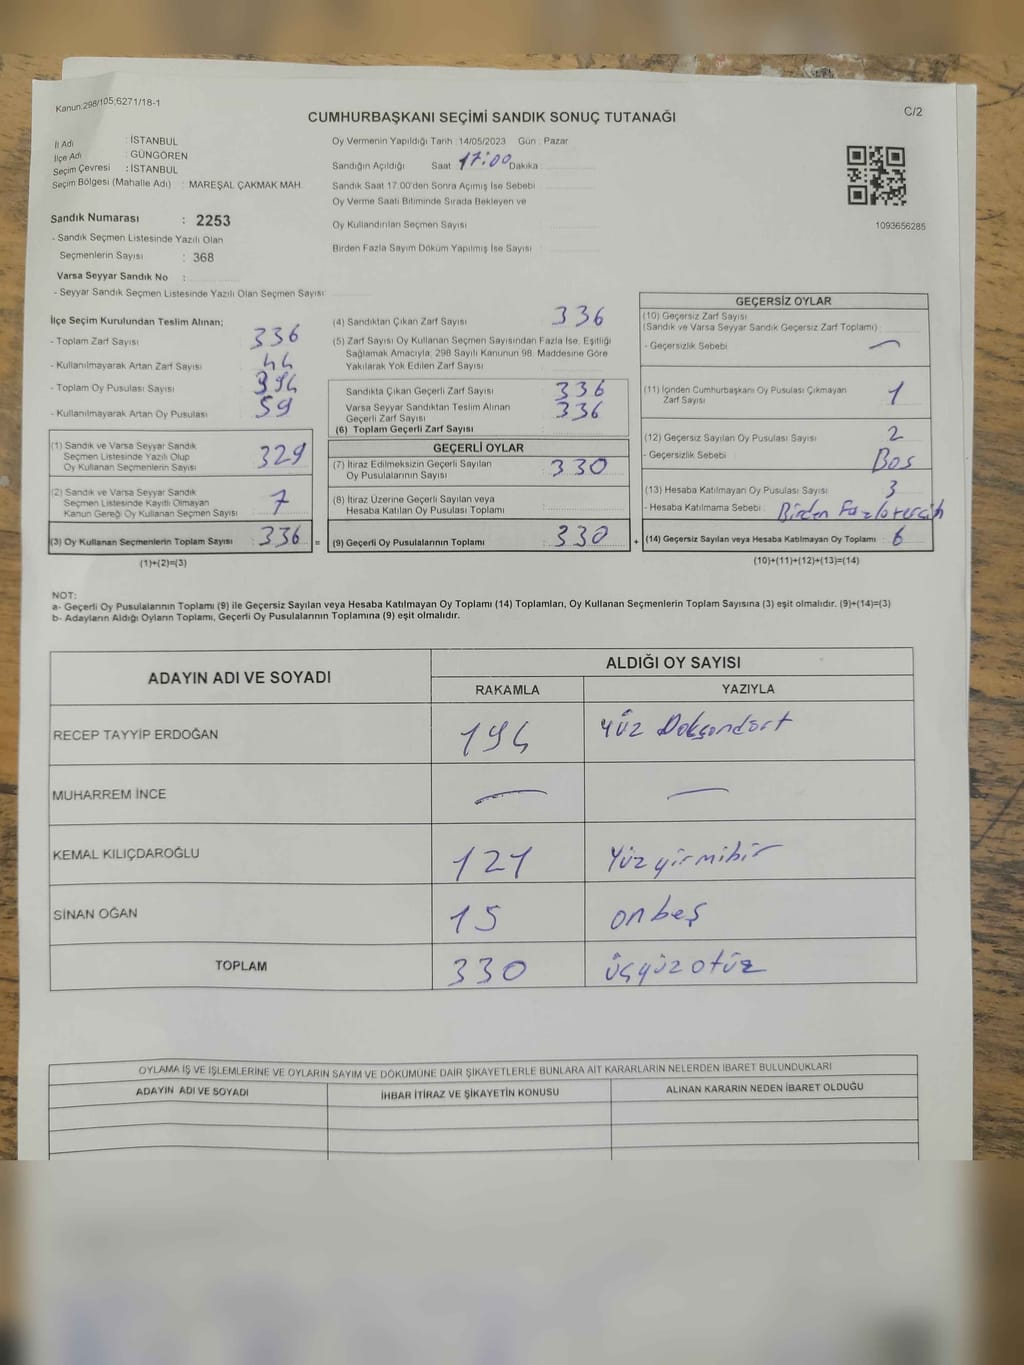 Kanun:298/105;6271/18-1
CUMHURBAŞKANI SEÇİMİ SANDIK SONUÇ TUTANAĞI
C/2
İl Adı : İSTANBUL
İlçe Adı : GÜNGÖREN
Seçim Çevresi : İSTANBUL
Seçim Bölgesi (Mahalle Adı) : MAREŞAL ÇAKMAK MAH.
Sandık Numarası : 2253
- Sandık Seçmen Listesinde Yazılı Olan
Seçmenlerin Sayısı : 368
Varsa Seyyar Sandık No :
- Seyyar Sandık Seçmen Listesinde Yazılı Olan Seçmen Sayısı:
Oy Vermenin Yapıldığı Tarih :14/05/2023 Gün : Pazar
Sandığın Açıldığı Saat 17:00 Dakika
Sandık Saat 17.00'den Sonra Açımış İse Sebebi
Oy Verme Saati Bitiminde Sırada Bekleyen ve
Oy Kullandırılan Seçmen Sayısı
Birden Fazla Sayım Döküm Yapılmış İse Sayısı
1093656285
İlçe Seçim Kurulundan Teslim Alınan;
- Toplam Zarf Sayısı 336
- Kullanılmayarak Artan Zarf Sayısı 44
- Toplam Oy Pusulası Sayısı 394
- Kullanılmayarak Artan Oy Pusulası 59
(1) Sandık ve Varsa Seyyar Sandık
Seçmen Listesinde Yazılı Olup
Oy Kullanan Seçmenlerin Sayısı 329
(2) Sandık ve Varsa Seyyar Sandık
Seçmen Listesinde Kayıtlı Olmayan
Kanun Gereği Oy Kullanan Seçmen Sayısı 7
(3) Oy Kullanan Seçmenlerin Toplam Sayısı 336 =
(1)+(2)=(3)
(4) Sandıktan Çıkan Zarf Sayısı 336
(5) Zarf Sayısı Oy Kullanan Seçmen Sayısından Fazla İse, Eşitliği
Sağlamak Amacıyla, 298 Sayılı Kanunun 98. Maddesine Göre
Yakılarak Yok Edilen Zarf Sayısı
Sandıkta Çıkan Geçerli Zarf Sayısı 336
Varsa Seyyar Sandıktan Teslim Alınan
Geçerli Zarf Sayısı 336
(6) Toplam Geçerli Zarf Sayısı
GEÇERLİ OYLAR
(7) İtiraz Edilmeksizin Geçerli Sayılan
Oy Pusulalarının Sayısı 330
(8) İtiraz Üzerine Geçerli Sayılan veya
Hesaba Katılan Oy Pusulası Toplamı
(9) Geçerli Oy Pusulalarının Toplamı 330 +
GEÇERSİZ OYLAR
(10) Geçersiz Zarf Sayısı
(Sandık ve Varsa Seyyar Sandık Geçersiz Zarf Toplamı)
- Geçersizlik Sebebi
(11) İçinden Cumhurbaşkanı Oy Pusulası Çıkmayan
Zarf Sayısı 1
(12) Geçersiz Sayılan Oy Pusulası Sayısı 2
- Geçersizlik Sebebi Boş
(13) Hesaba Katılmayan Oy Pusulası Sayısı 3
- Hesaba Katılmama Sebebi Birden Fazla tercih
(14) Geçersiz Sayılan veya Hesaba Katılmayan Oy Toplamı 6
(10)+(11)+(12)+(13)=(14)
NOT:
a- Geçerli Oy Pusulalarının Toplamı (9) ile Geçersiz Sayılan veya Hesaba Katılmayan Oy Toplamı (14) Toplamları, Oy Kullanan Seçmenlerin Toplam Sayısına (3) eşit olmalıdır. (9)+(14)=(3)
b- Adayların Aldığı Oyların Toplamı, Geçerli Oy Pusulalarının Toplamına (9) eşit olmalıdır.
ADAYIN ADI VE SOYADI
ALDIĞI OY SAYISI
RAKAMLA YAZIYLA
RECEP TAYYİP ERDOĞAN 194 Yüz Doksandört
MUHARREM İNCE
KEMAL KILIÇDAROĞLU 121 Yüzyirmibir
SİNAN OĞAN 15 onbeş
TOPLAM 330 üçyüzotuz
OYLAMA İŞ VE İŞLEMLERİNE VE OYLARIN SAYIM VE DÖKÜMÜNE DAİR ŞİKAYETLERLE BUNLARA AİT KARARLARIN NELERDEN İBARET BULUNDUKLARI
ADAYIN ADI VE SOYADI İHBAR İTİRAZ VE ŞİKAYETİN KONUSU ALINAN KARARIN NEDEN İBARET OLDUĞU